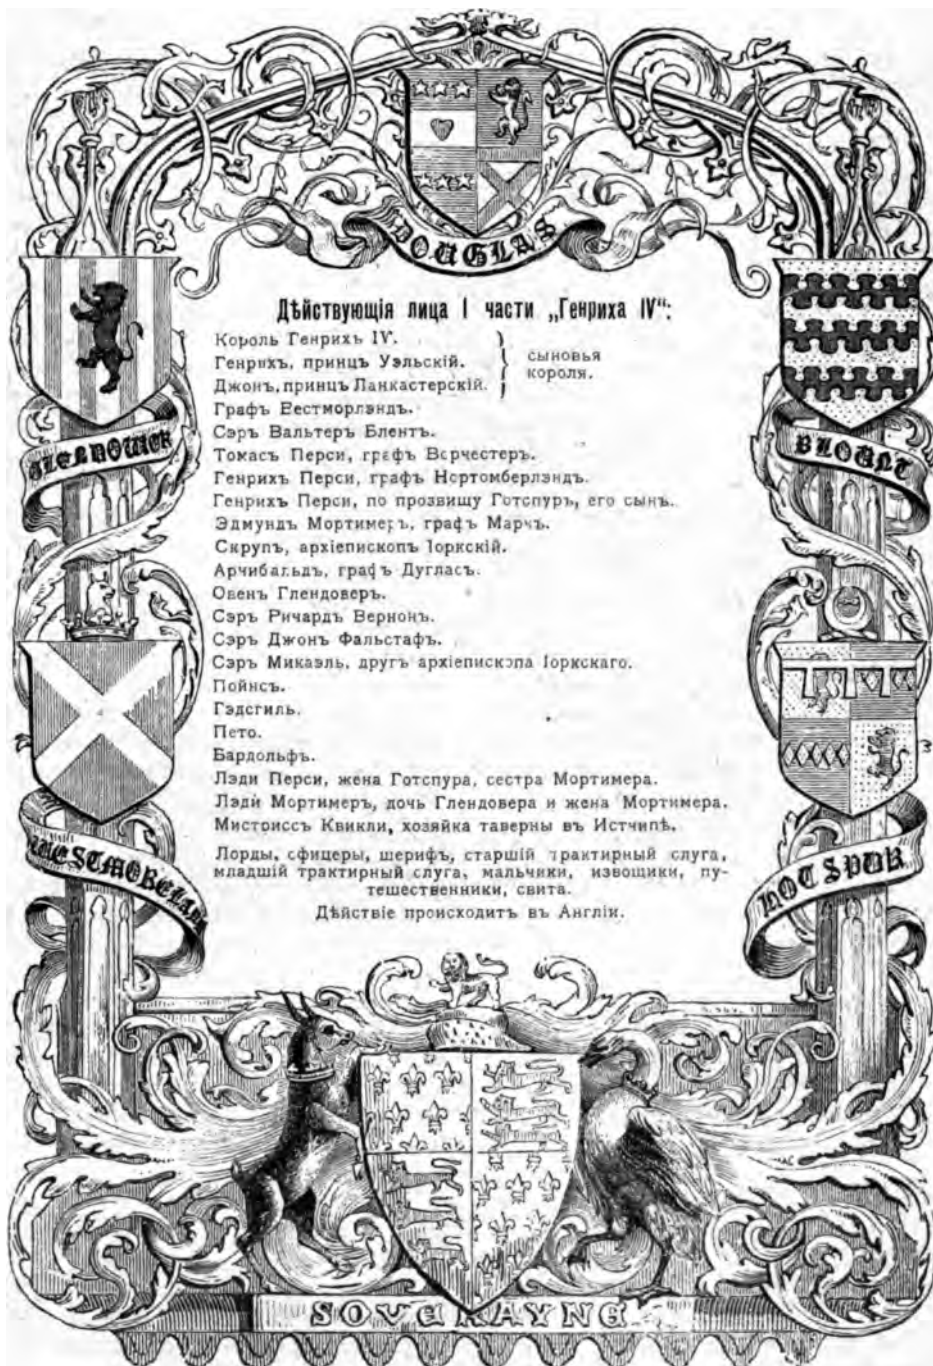 DOUGLAS
Дѣйствующія лица I части „Генриха IV“:
Король Генрихъ IV.
Генрихъ, принцъ Уэльскій.
Джонъ, принцъ Ланкастерскій.
} сыновья
короля.
Графъ Вестморлэндъ.
Сэръ Вальтеръ Блентъ.
Томасъ Перси, графъ Ворчестеръ.
Генрихъ Перси, графъ Нортомберлэндъ.
Генрихъ Перси, по прозвищу Готспуръ, его сынъ.
Эдмундъ Мортимеръ, графъ Марчъ.
Скрупъ, архіепископъ Іоркскій.
Арчибальдъ, графъ Дугласъ.
Овенъ Глендоверъ.
Сэръ Ричардъ Вернонъ.
Сэръ Джонъ Фальстафъ.
Сэръ Микаэль, другъ архіепископа Іоркскаго.
Пойнсъ.
Гэдсгиль.
Пето.
Бардольфъ.
Лэди Перси, жена Готспура, сестра Мортимера.
Лэди Мортимеръ, дочь Глендовера и жена Мортимера.
Мистриссъ Квикли, хозяйка таверны въ Истчипѣ.
Лорды, офицеры, шерифъ, старшій трактирный слуга,
младшій трактирный слуга, мальчики, извощики, пу-
тешественники, свита.
Дѣйствіе происходитъ въ Англіи.
GLENDOWER
BLOUNT
WESTMORELAND
HOTSPUR
SOVERAYNE